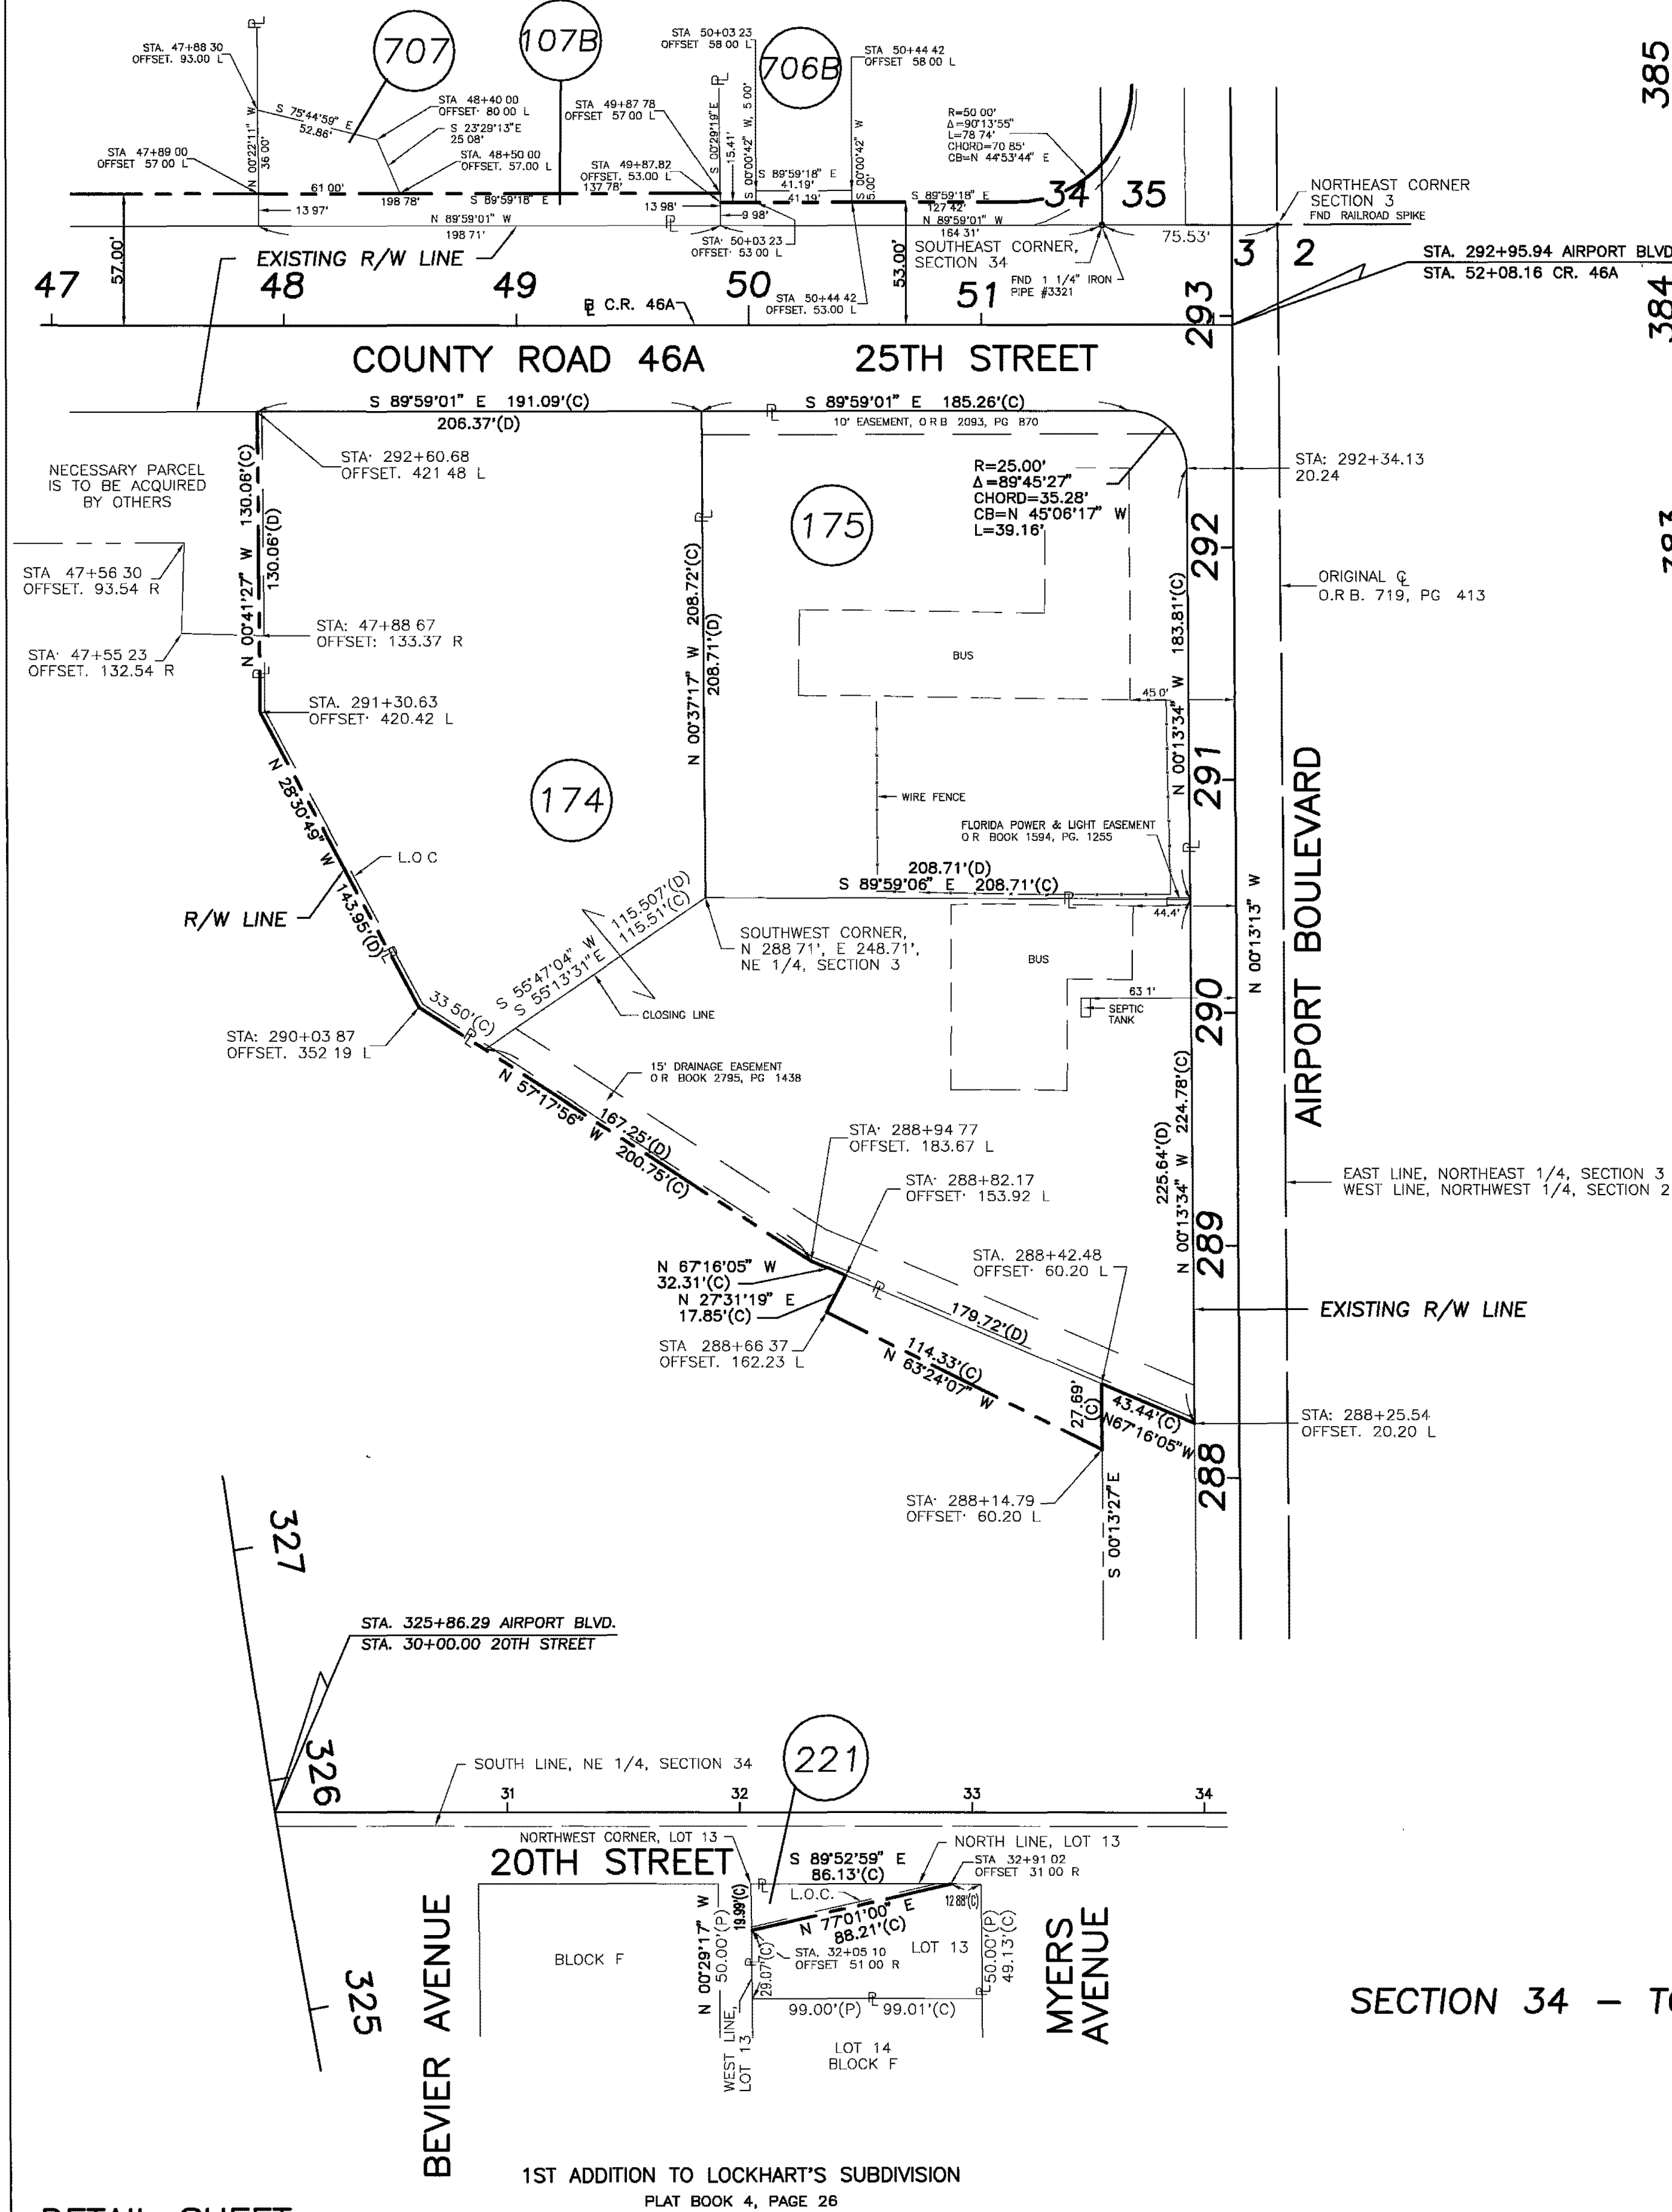 707
107B
706B
STA. 47+88 30
OFFSET. 93.00 L
S 75°44'59" E
52.86'
N 00°22'11" W
36 00'
STA 48+40 00
OFFSET· 80 00 L
S 23°29'13"E
25 08'
STA. 48+50 00
OFFSET. 57.00 L
STA 47+89 00
OFFSET 57 00 L
STA 49+87 78
OFFSET 57 00 L
STA 49+87.82
OFFSET. 53.00 L
STA 50+03 23
OFFSET 58 00 L
STA 50+44 42
OFFSET 58 00 L
S 00°29'19"E
15.41'
S 00°00'42" W, 5 00'
S 00°00'42" W
5.00'
S 89°59'18" E
41.19'
41.19'
R=50 00'
Δ=90°13'55"
L=78 74'
CHORD=70 85'
CB=N 44°53'44" E
61 00'
198 78'
S 89°59'18" E
137 78'
13 97'
13 98'
9 98'
N 89°59'01" W
198 71'
S 89°59'18" E
127 42'
N 89°59'01" W
164 31'
34
35
75.53'
NORTHEAST CORNER
SECTION 3
FND RAILROAD SPIKE
385
57.00'
53.00'
EXISTING R/W LINE
STA· 50+03 23
OFFSET· 53 00 L
SOUTHEAST CORNER,
SECTION 34
FND 1 1/4" IRON
PIPE #3321
3
2
STA. 292+95.94 AIRPORT BLVD
STA. 52+08.16 CR. 46A
47
48
49
50
51
293
384
B C.R. 46A
STA 50+44 42
OFFSET. 53.00 L
COUNTY ROAD 46A
25TH STREET
S 89°59'01" E 191.09'(C)
206.37'(D)
S 89°59'01" E 185.26'(C)
10' EASEMENT, O R B 2093, PG 870
NECESSARY PARCEL
IS TO BE ACQUIRED
BY OTHERS
N 00°41'27" W 130.06'(C)
130.06'(D)
STA· 292+60.68
OFFSET. 421 48 L
R=25.00'
Δ=89°45'27"
CHORD=35.28'
CB=N 45°06'17" W
L=39.16'
STA: 292+34.13
20.24
175
292
STA 47+56 30
OFFSET. 93.54 R
STA· 47+55 23
OFFSET. 132.54 R
STA: 47+88 67
OFFSET: 133.37 R
N 00°37'17" W 208.72'(C)
208.71'(D)
ORIGINAL CL
O.R B. 719, PG 413
BUS
45 0'
N 00°13'34" W 183.81'(C)
STA. 291+30.63
OFFSET· 420.42 L
174
WIRE FENCE
291
N 28°30'49" W 143.95'(D)
L.O C
FLORIDA POWER & LIGHT EASEMENT
O R BOOK 1594, PG. 1255
208.71'(D)
S 89°59'06" E 208.71'(C)
R/W LINE
115.507'(D)
S 55°47'04" W
115.51'(C)
S 55°13'31"E
SOUTHWEST CORNER,
N 288 71', E 248.71',
NE 1/4, SECTION 3
44.4'
N 00°13'13" W
AIRPORT BOULEVARD
BUS
63 1'
SEPTIC
TANK
290
33 50'(C)
CLOSING LINE
STA: 290+03 87
OFFSET. 352 19 L
15' DRAINAGE EASEMENT
O R BOOK 2795, PG 1438
N 57°17'56" W
167.25'(D)
200.75'(C)
225.64'(D)
N 00°13'34" W 224.78'(C)
STA· 288+94 77
OFFSET. 183.67 L
STA· 288+82.17
OFFSET· 153.92 L
EAST LINE, NORTHEAST 1/4, SECTION 3
WEST LINE, NORTHWEST 1/4, SECTION 2
289
N 67°16'05" W
32.31'(C)
N 27°31'19" E
17.85'(C)
STA 288+66 37
OFFSET. 162.23 L
STA. 288+42.48
OFFSET· 60.20 L
EXISTING R/W LINE
179.72'(D)
114.33'(C)
N 63°24'07" W
27.69'
(C)
43.44'(C)
N67°16'05"W
STA: 288+25.54
OFFSET. 20.20 L
288
STA· 288+14.79
OFFSET· 60.20 L
S 00°13'27"E
327
STA. 325+86.29 AIRPORT BLVD.
STA. 30+00.00 20TH STREET
326
SOUTH LINE, NE 1/4, SECTION 34
221
31
32
33
34
NORTHWEST CORNER, LOT 13
NORTH LINE, LOT 13
20TH STREET
S 89°52'59" E
86.13'(C)
STA 32+91 02
OFFSET 31 00 R
L.O.C.
12 88'(C)
N 77°01'00" E
88.21'(C)
19.99'(C)
N 00°29'17" W
50.00'(P)
STA. 32+05 10
OFFSET 51 00 R
LOT 13
50.00'(P)
49.13'(C)
29.07'(C)
BLOCK F
99.00'(P)
99.01'(C)
325
BEVIER AVENUE
WEST LINE,
LOT 13
LOT 14
BLOCK F
MYERS
AVENUE
SECTION 34 –
1ST ADDITION TO LOCKHART'S SUBDIVISION
PLAT BOOK 4, PAGE 26